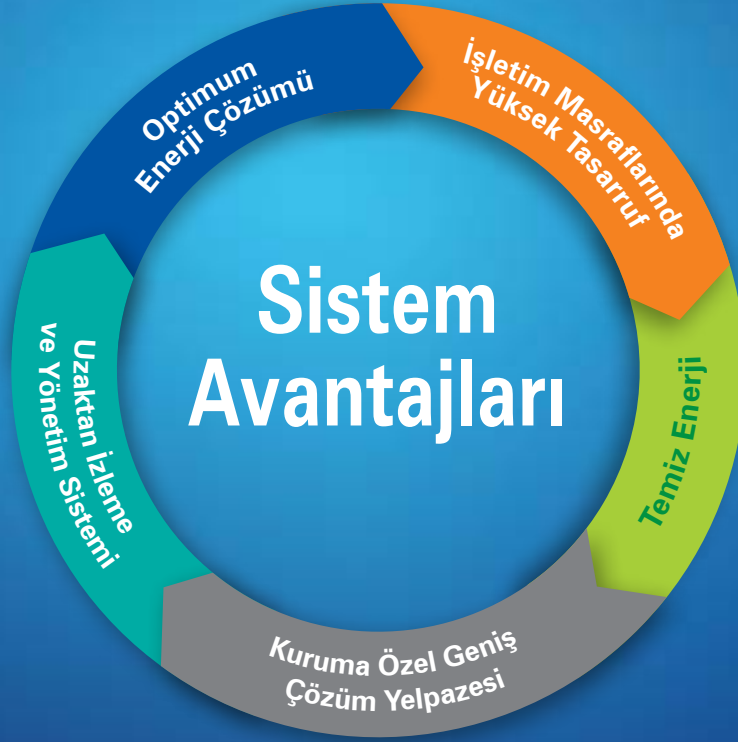 Optimum
Enerji Çözümü
İşletim Masraflarında
Yüksek Tasarruf
Sistem
Avantajları
Temiz Enerji
Uzaktan İzleme
ve Yönetim Sistemi
Kuruma Özel Geniş
Çözüm Yelpazesi